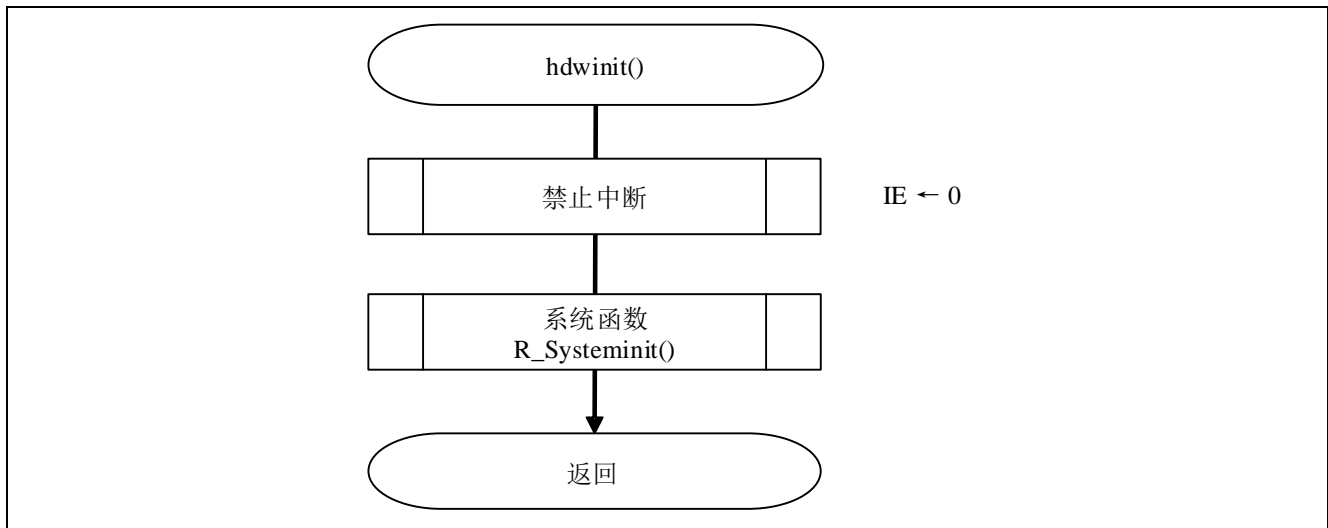 hdwinit()
禁止中断
IE ← 0
系统函数
R_Systeminit()
返回